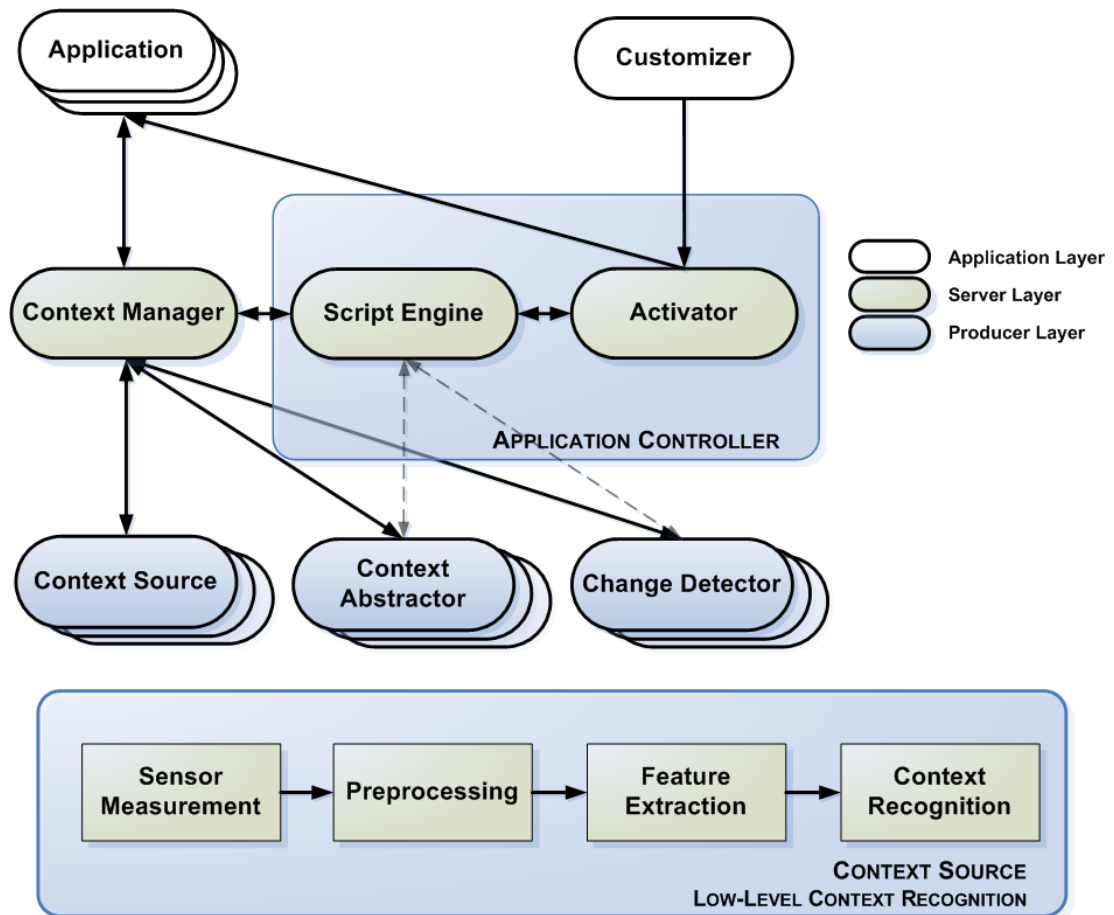 Application
Customizer
Context Manager
Script Engine
Activator
Application Layer
Server Layer
Producer Layer
APPLICATION CONTROLLER
Context Source
Context
Abstractor
Change Detector
Sensor
Measurement
Preprocessing
Feature
Extraction
Context
Recognition
CONTEXT SOURCE
LOW-LEVEL CONTEXT RECOGNITION